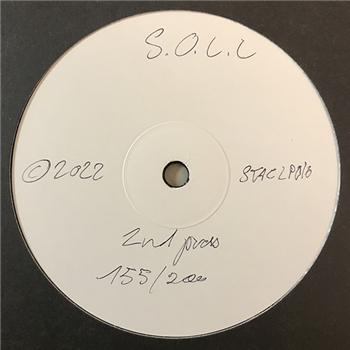 S.O.L.L
©2022
STACLP010
2nd press
155/200